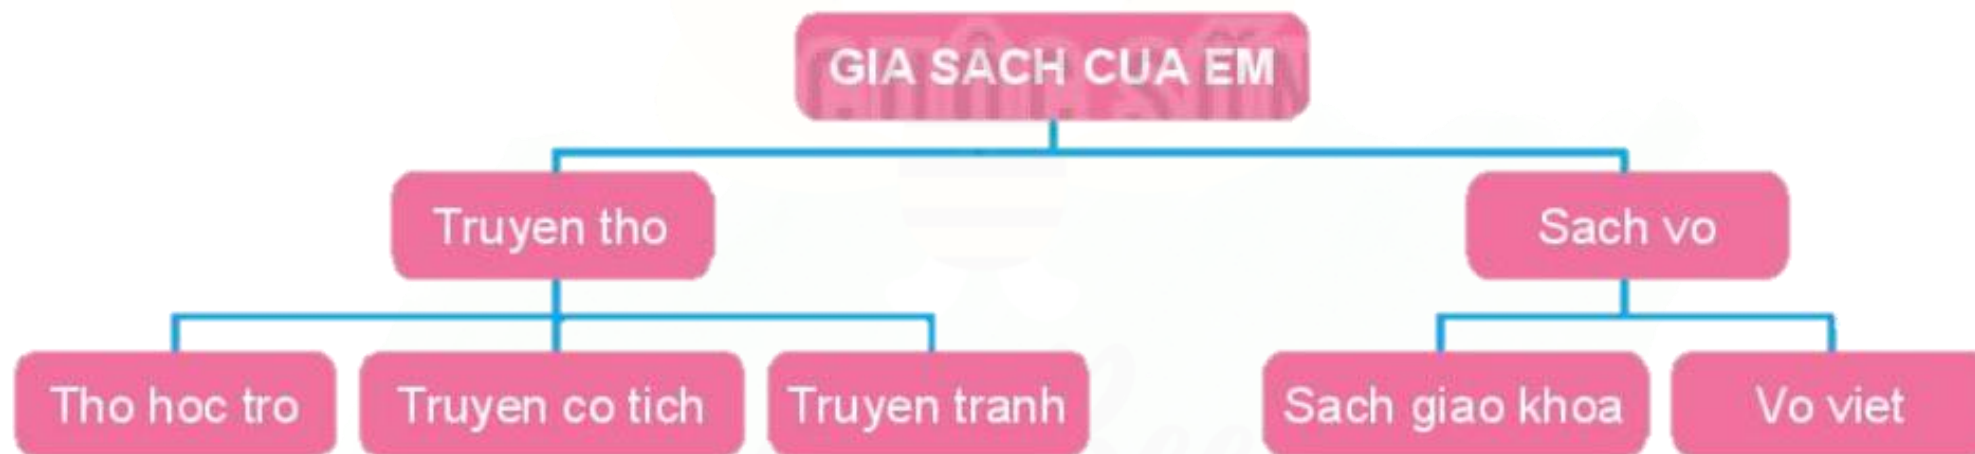 GIA SACH CUA EM
Truyen tho
Sach vo
Tho hoc tro
Truyen co tich
Truyen tranh
Sach giao khoa
Vo viet